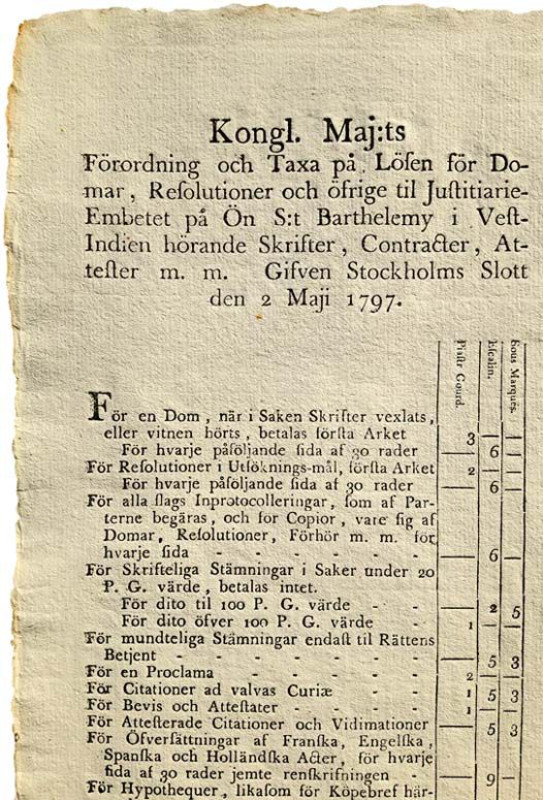 Kongl. Maj:ts
Förordning och Taxa på Löſen för Do-
mar, Reſolutioner och öfrige til Juſtitiarie-
Embetet på Ön S:t Barthelemy i Veſt-
Indien hörande Skrifter, Contracter, At-
teſter m. m. Gifven Stockholms Slott
den 2 Maji 1797.
Piaſtr Gourd. Eſcalin. Sous Marqués.
För en Dom, när i Saken Skrifter vexlats,
eller vitnen hörts, betalas förſta Arket 3 — —
För hvarje påföljande ſida af 30 rader — 6 —
För Reſolutioner i Utſöknings-mål, förſta Arket 2 — —
För hvarje påföljande ſida af 30 rader — 6 —
För alla ſlags Inprotocolleringar, ſom af Par-
terne begäras, och för Copior, vare ſig af
Domar, Reſolutioner, Förhör m. m. för
hvarje ſida - - - - - — 6 —
För Skrifteliga Stämningar i Saker under 20
P. G. värde, betalas intet.
För dito til 100 P. G. värde - - — 2 5
För dito öfver 100 P. G. värde - 1 — —
För mundteliga Stämningar endaſt til Rättens
Betjent - - - - - - — 5 3
För en Proclama - - - - - 2 — —
För Citationer ad valvas Curiæ - - 1 5 3
För Bevis och Atteſtater - - - - 1 — —
För Atteſterade Citationer och Vidimationer — 5 3
För Öfverſättningar af Franſka, Engelſka,
Spanſka och Holländſka Acter, för hvarje
ſida af 30 rader jemte renſkrifningen - — 9 —
För Hypothequer, likaſom för Köpebref här-